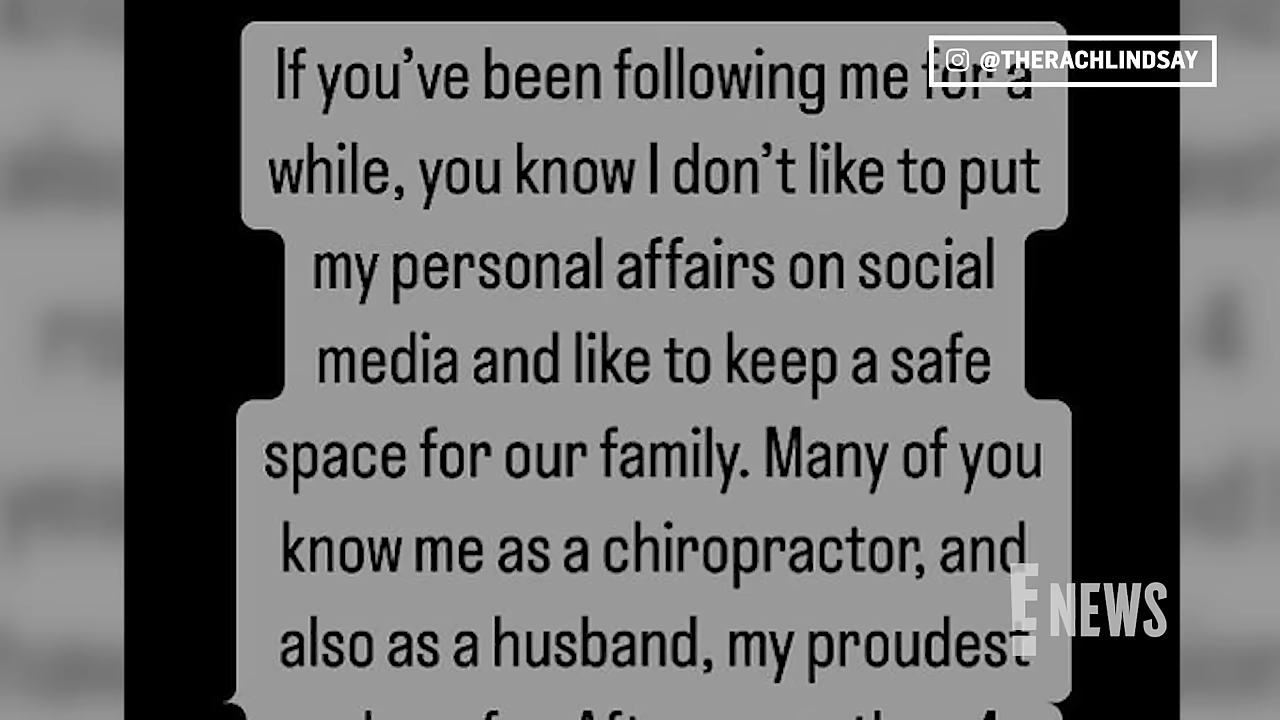 @THERACHLINDSAY
If you’ve been following me for a
while, you know I don’t like to put
my personal affairs on social
media and like to keep a safe
space for our family. Many of you
know me as a chiropractor, and
also as a husband, my proudest
E NEWS